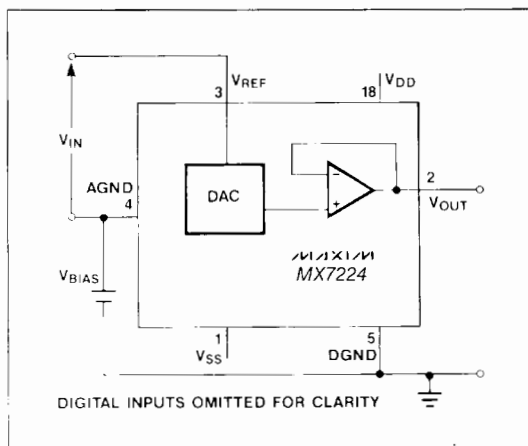 VREF
3
VDD
18
VIN
AGND
4
DAC
−
+
2
VOUT
MAXIM
MX7224
VBIAS
1
VSS
5
DGND
DIGITAL INPUTS OMITTED FOR CLARITY